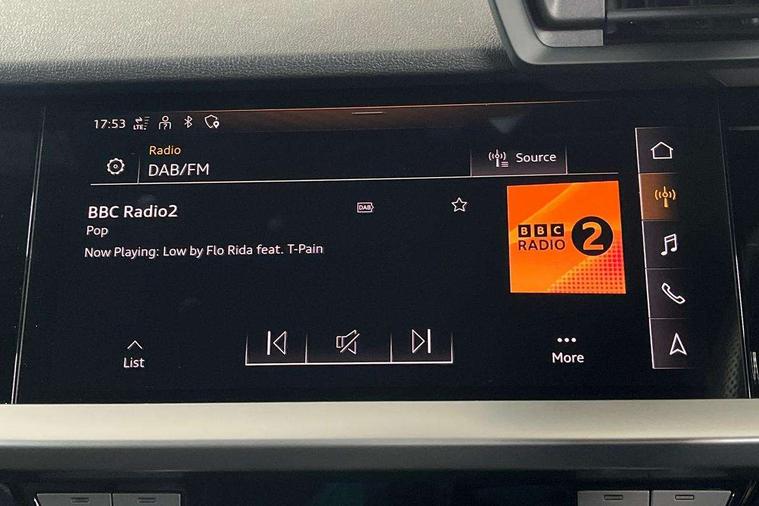 17:53 LTE
Radio
DAB/FM
Source
BBC Radio2
DAB
Pop
Now Playing: Low by Flo Rida feat. T-Pain
BBC
RADIO 2
List
More